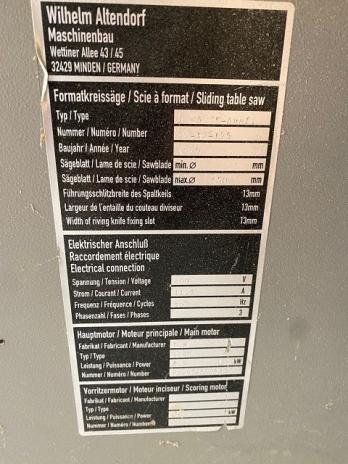 Wilhelm Altendorf
Maschinenbau
Wettiner Allee 43 / 45
32429 MINDEN / GERMANY
Formatkreissäge / Scie à format / Sliding table saw
Typ / Type
Nummer / Numéro / Number
Baujahr / Année / Year
Sägeblatt / Lame de scie / Sawblade min. Ø mm
Sägeblatt / Lame de scie / Sawblade max. Ø mm
Führungsschlitzbreite des Spaltkeils 13mm
Largeur de l'entaille du couteau diviseur 13mm
Width of riving knife fixing slot 13mm
Elektrischer Anschluß
Raccordement électrique
Electrical connection
Spannung / Tension / Voltage V
Strom / Courant / Current A
Frequenz / Fréquence / Cycles Hz
Phasenzahl / Fases / Phases 3
Hauptmotor / Moteur principale / Main motor
Fabrikat / Fabricant / Manufacturer
Typ / Type
Leistung / Puissance / Power kW
Nummer / Numéro / Number
Vorritzermotor / Moteur inciseur / Scoring motor
Fabrikat / Fabricant / Manufacturer
Typ / Type
Leistung / Puissance / Power kW
Nummer / Numéro / Number